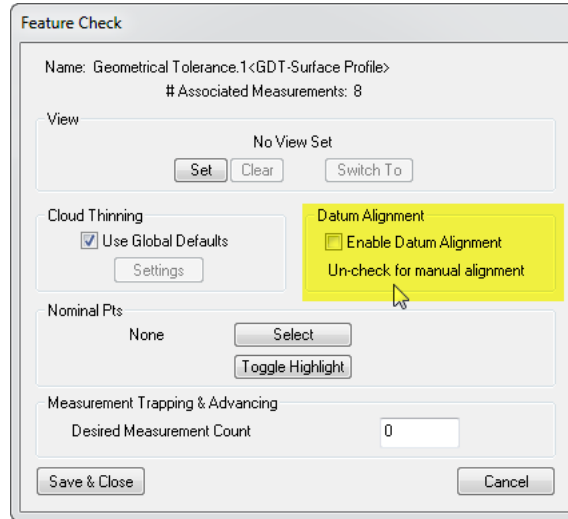 Feature Check
Name: Geometrical Tolerance.1<GDT-Surface Profile>
# Associated Measurements: 8
View
No View Set
Set Clear Switch To
Cloud Thinning
Use Global Defaults
Settings
Datum Alignment
Enable Datum Alignment
Un-check for manual alignment
Nominal Pts
None Select
Toggle Highlight
Measurement Trapping & Advancing
Desired Measurement Count 0
Save & Close Cancel